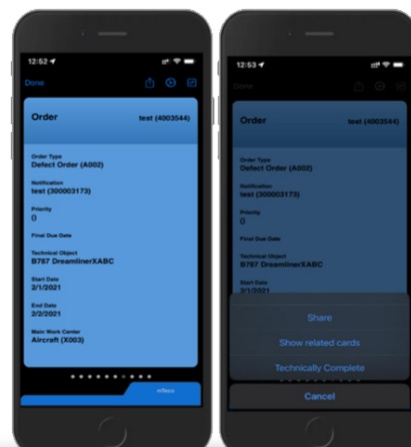 12:52
Done
Order
test (4003544)
Order Type
Defect Order (A002)
Notification
test (300003173)
Priority
()
Final Due Date
Technical Object
B787 DreamlinerXABC
Start Date
2/1/2021
End Date
2/2/2021
Main Work Center
Aircraft (X003)
12:53
Done
Order
test (4003544)
Order Type
Defect Order (A002)
Notification
test (300003173)
Priority
()
Final Due Date
Technical Object
B787 DreamlinerXABC
Start Date
2/1/2021
Share
Show related cards
Technically Complete
Cancel